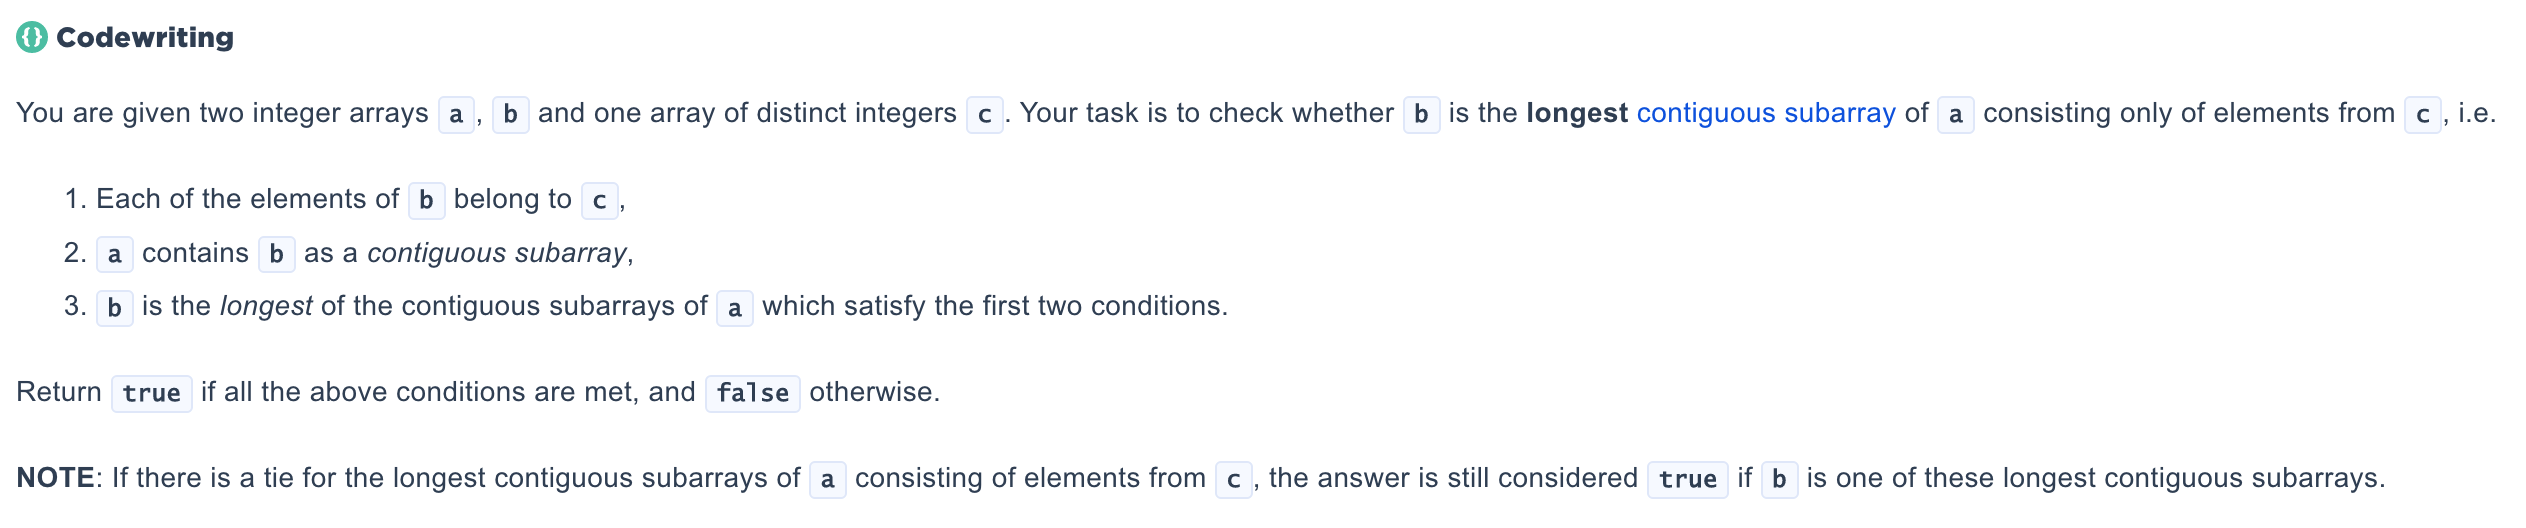 Codewriting
You are given two integer arrays a, b and one array of distinct integers c. Your task is to check whether b is the longest contiguous subarray of a consisting only of elements from c, i.e.
1. Each of the elements of b belong to c,
2. a contains b as a contiguous subarray,
3. b is the longest of the contiguous subarrays of a which satisfy the first two conditions.
Return true if all the above conditions are met, and false otherwise.
NOTE: If there is a tie for the longest contiguous subarrays of a consisting of elements from c, the answer is still considered true if b is one of these longest contiguous subarrays.